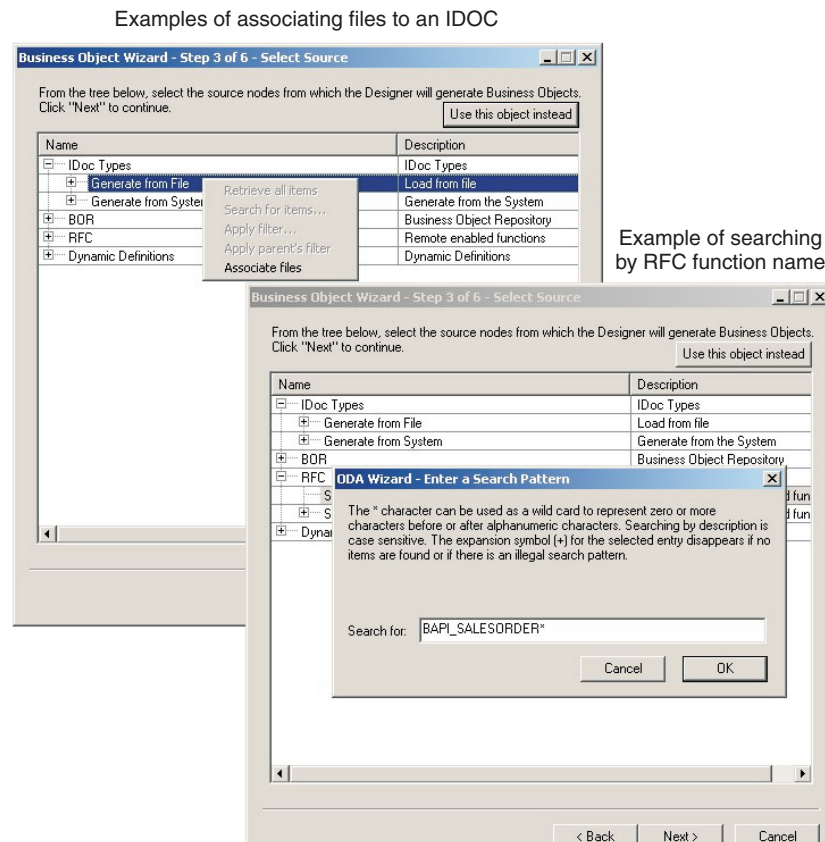 Examples of associating files to an IDOC
Business Object Wizard - Step 3 of 6 - Select Source
From the tree below, select the source nodes from which the Designer will generate Business Objects.
Click "Next" to continue.
Use this object instead
Name Description
IDoc Types IDoc Types
Generate from File Load from file
Generate from System Generate from the System
BOR Business Object Repository
RFC Remote enabled functions
Dynamic Definitions Dynamic Definitions
Retrieve all items
Search for items...
Apply filter...
Apply parent's filter
Associate files
Example of searching
by RFC function name
Business Object Wizard - Step 3 of 6 - Select Source
From the tree below, select the source nodes from which the Designer will generate Business Objects.
Click "Next" to continue.
Use this object instead
Name Description
IDoc Types IDoc Types
Generate from File Load from file
Generate from System Generate from the System
BOR Business Object Repository
RFC
S d fun
S d fun
Dynar
ODA Wizard - Enter a Search Pattern
The * character can be used as a wild card to represent zero or more
characters before or after alphanumeric characters. Searching by description is
case sensitive. The expansion symbol (+) for the selected entry disappears if no
items are found or if there is an illegal search pattern.
Search for: BAPI_SALESORDER*
Cancel OK
< Back Next > Cancel